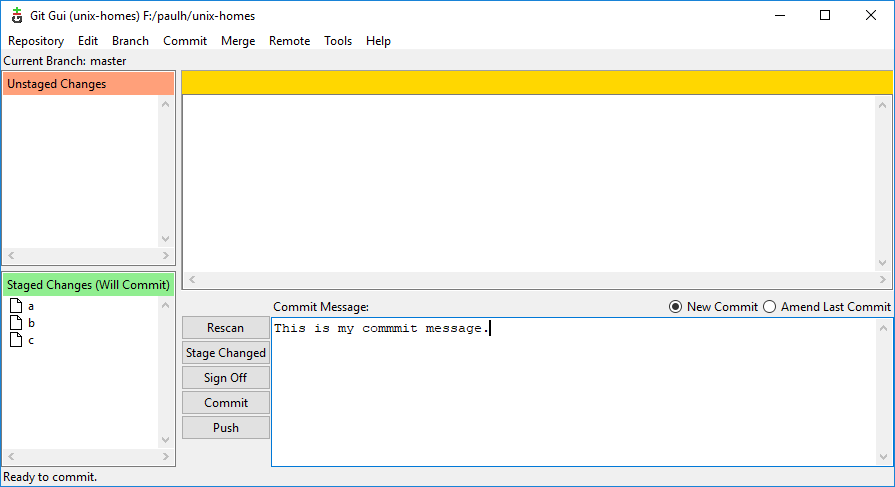 Git Gui (unix-homes) F:/paulh/unix-homes
Repository Edit Branch Commit Merge Remote Tools Help
Current Branch: master
Unstaged Changes
Staged Changes (Will Commit)
a
b
c
Commit Message:
New Commit
Amend Last Commit
Rescan
Stage Changed
Sign Off
Commit
Push
This is my commmit message.
Ready to commit.